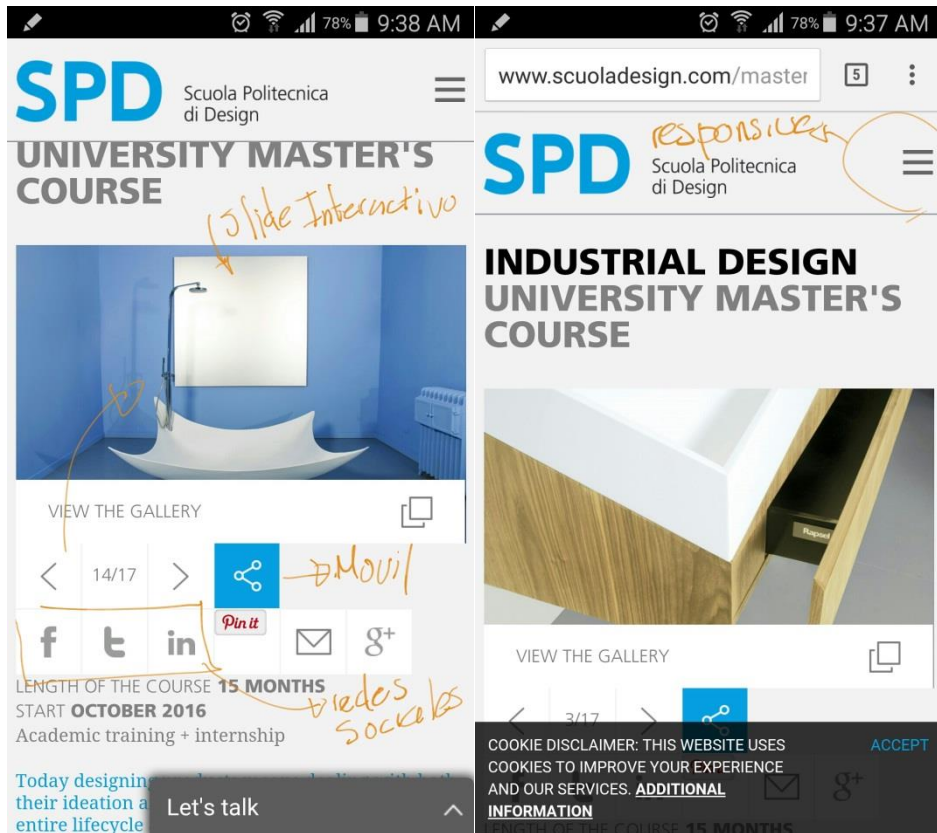 78% 9:38 AM
SPD Scuola Politecnica
di Design
UNIVERSITY MASTER'S
COURSE
Slide Interactivo
VIEW THE GALLERY
14/17
Movil
f t in Pin it g+
LENGTH OF THE COURSE 15 MONTHS
START OCTOBER 2016
redes
sociales
Academic training + internship
Today designing
their ideation a
entire lifecycle
Let's talk
78% 9:37 AM
www.scuoladesign.com/master 5
responsive
SPD Scuola Politecnica
di Design
INDUSTRIAL DESIGN
UNIVERSITY MASTER'S
COURSE
Rapsel
VIEW THE GALLERY
3/17
COOKIE DISCLAIMER: THIS WEBSITE USES ACCEPT
COOKIES TO IMPROVE YOUR EXPERIENCE
AND OUR SERVICES. ADDITIONAL
INFORMATION
g+
LENGTH OF THE COURSE 15 MONTHS